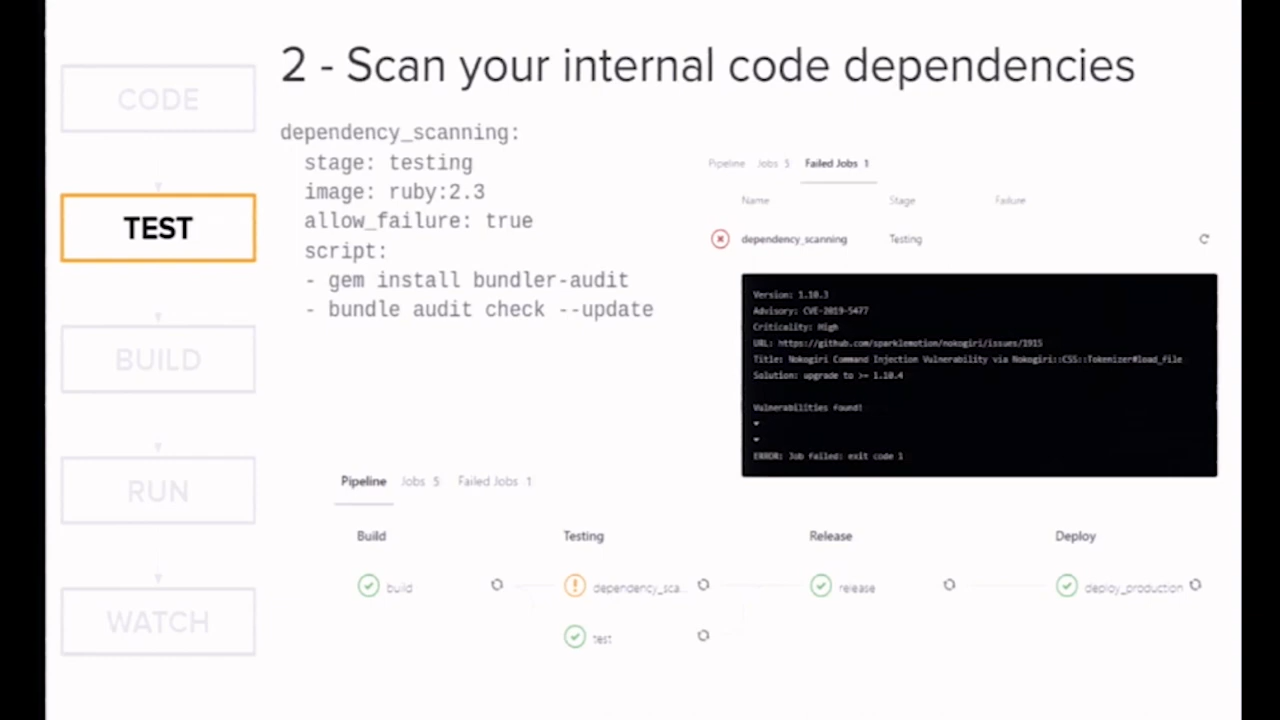 2 - Scan your internal code dependencies
CODE
TEST
BUILD
RUN
WATCH
dependency_scanning:
stage: testing
image: ruby:2.3
allow_failure: true
script:
- gem install bundler-audit
- bundle audit check --update
Pipeline Jobs 5 Failed Jobs 1
Name Stage Failure
dependency_scanning Testing
Version: 1.10.3
Advisory: CVE-2019-5477
Criticality: High
URL: https://github.com/sparklemotion/nokogiri/issues/1915
Title: Nokogiri Command Injection Vulnerability via Nokogiri::CSS::Tokenizer#load_file
Solution: upgrade to >= 1.10.4
Vulnerabilities found!
ERROR: Job failed: exit code 1
Pipeline Jobs 5 Failed Jobs 1
Build Testing Release Deploy
build dependency_sca... release deploy_production
test